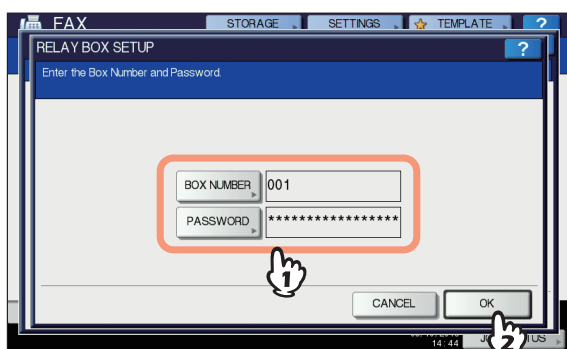 FAX STORAGE SETTINGS TEMPLATE ?
RELAY BOX SETUP ?
Enter the Box Number and Password.
BOX NUMBER 001
PASSWORD *****************
1
CANCEL OK
2
14:44